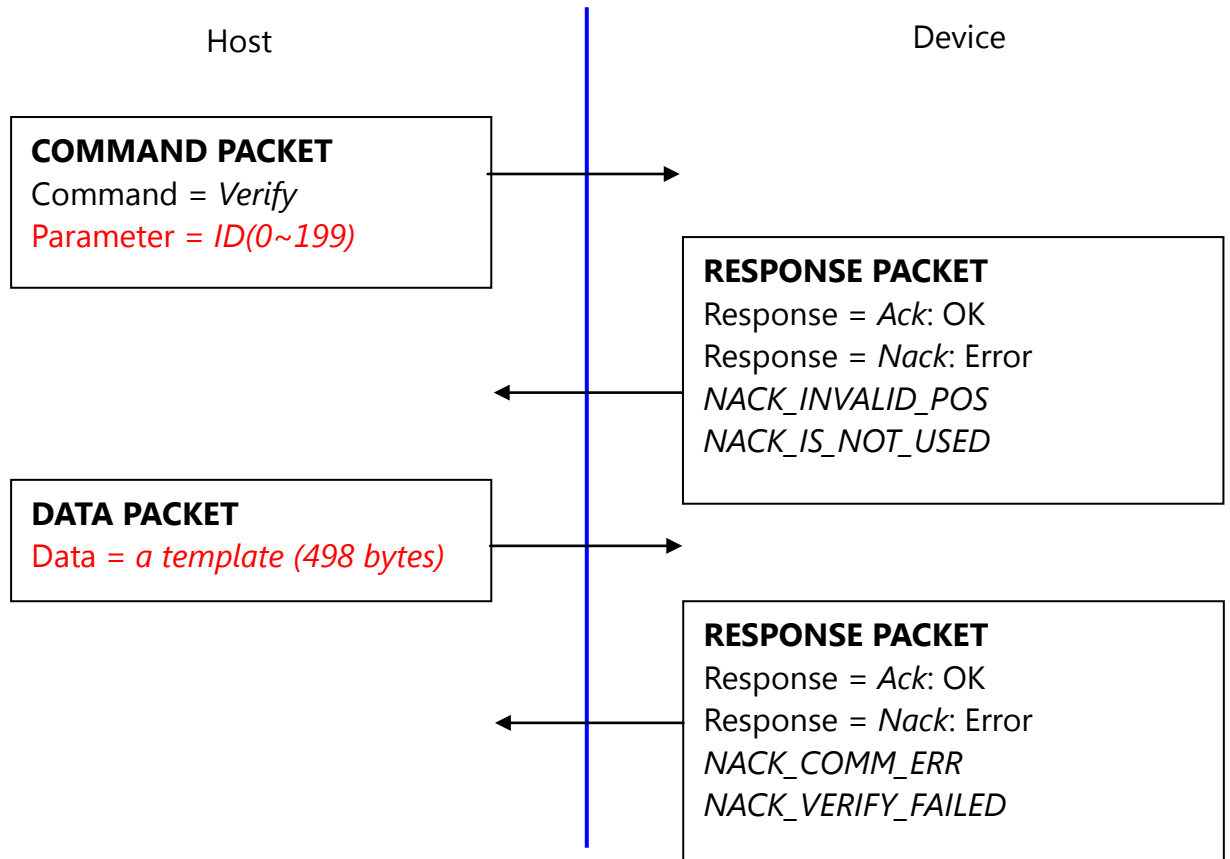 Host
Device
COMMAND PACKET
Command = Verify
Parameter = ID(0~199)
RESPONSE PACKET
Response = Ack: OK
Response = Nack: Error
NACK_INVALID_POS
NACK_IS_NOT_USED
DATA PACKET
Data = a template (498 bytes)
RESPONSE PACKET
Response = Ack: OK
Response = Nack: Error
NACK_COMM_ERR
NACK_VERIFY_FAILED